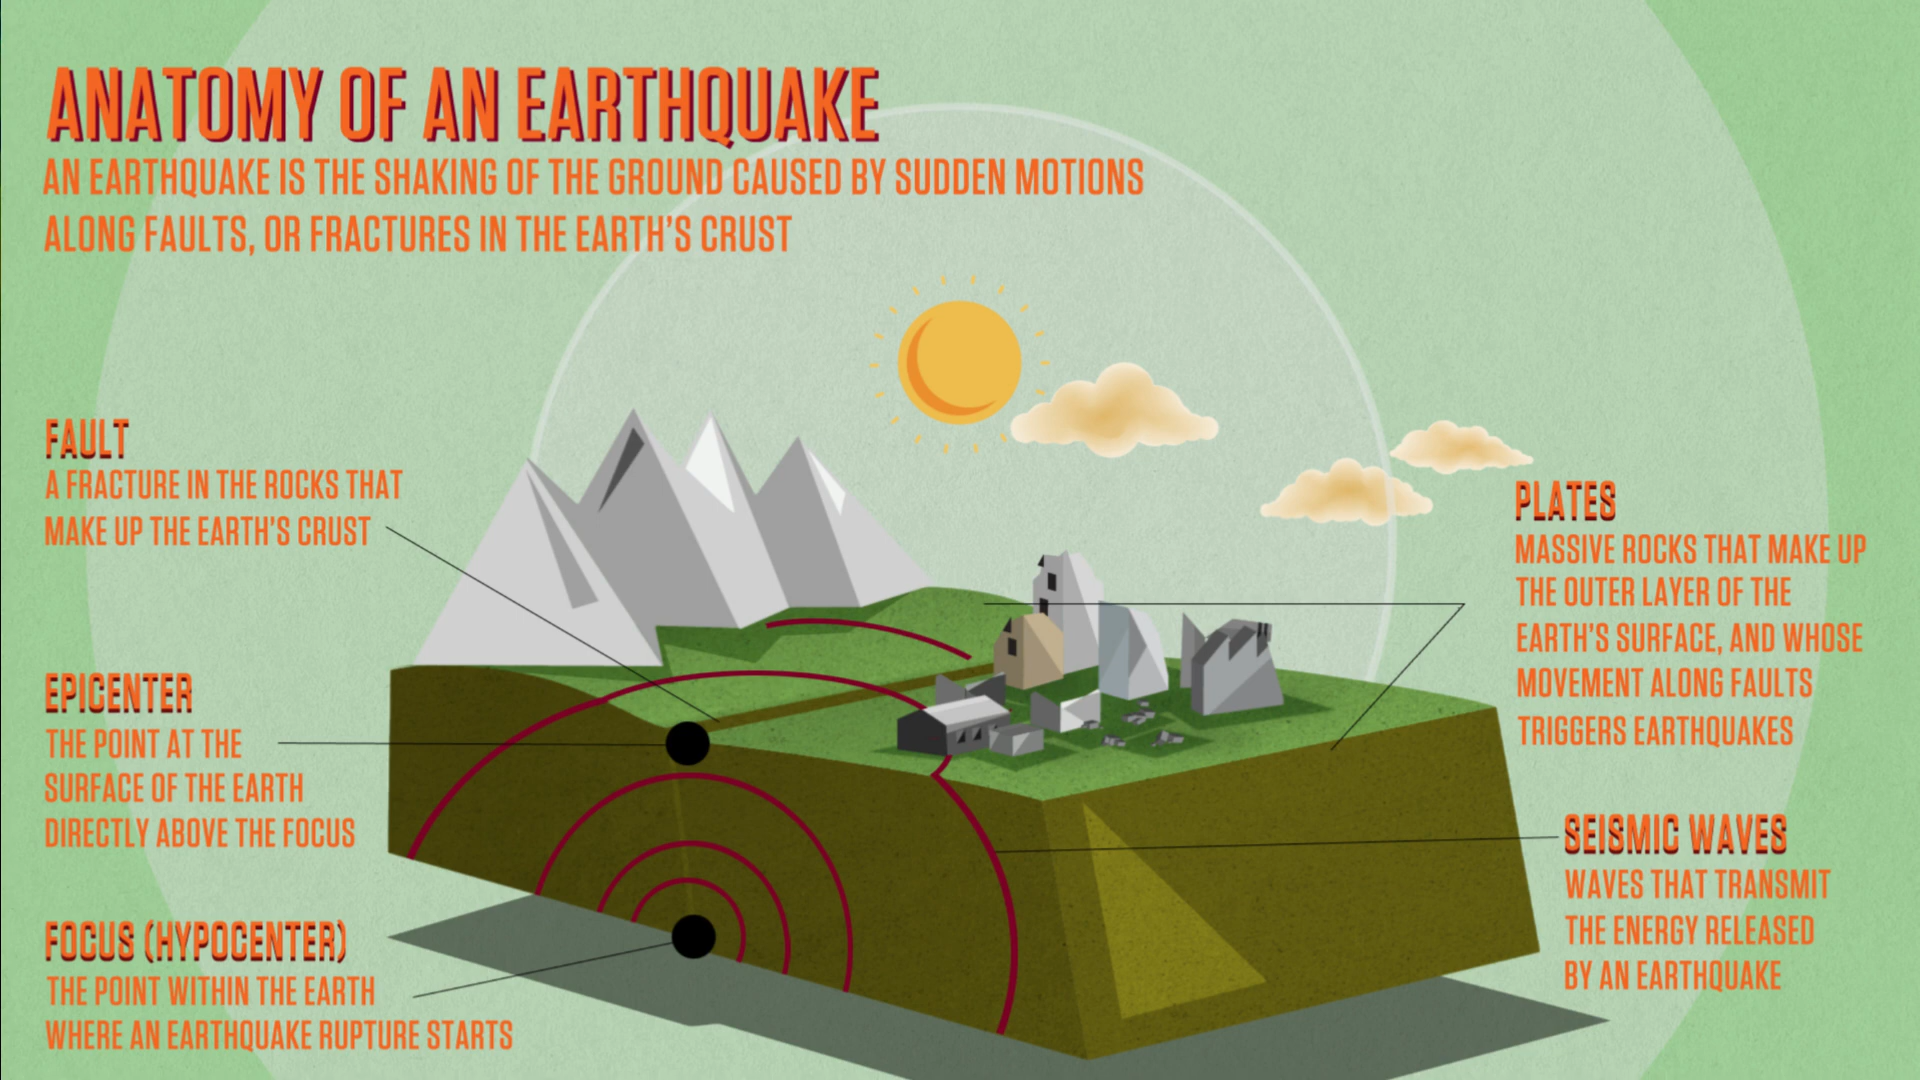 ANATOMY OF AN EARTHQUAKE
AN EARTHQUAKE IS THE SHAKING OF THE GROUND CAUSED BY SUDDEN MOTIONS
ALONG FAULTS, OR FRACTURES IN THE EARTH'S CRUST
FAULT
A FRACTURE IN THE ROCKS THAT
MAKE UP THE EARTH'S CRUST
EPICENTER
THE POINT AT THE
SURFACE OF THE EARTH
DIRECTLY ABOVE THE FOCUS
FOCUS (HYPOCENTER)
THE POINT WITHIN THE EARTH
WHERE AN EARTHQUAKE RUPTURE STARTS
PLATES
MASSIVE ROCKS THAT MAKE UP
THE OUTER LAYER OF THE
EARTH'S SURFACE, AND WHOSE
MOVEMENT ALONG FAULTS
TRIGGERS EARTHQUAKES
SEISMIC WAVES
WAVES THAT TRANSMIT
THE ENERGY RELEASED
BY AN EARTHQUAKE